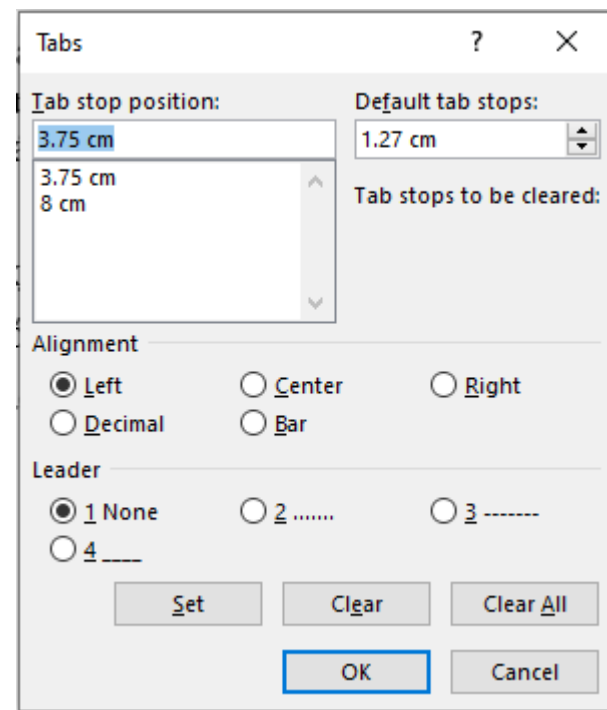 Tabs ?
Tab stop position: Default tab stops:
3.75 cm 1.27 cm
3.75 cm Tab stops to be cleared:
8 cm
Alignment
Left Center Right
Decimal Bar
Leader
1 None 2 ....... 3 -------
4 ____
Set Clear Clear All
OK Cancel